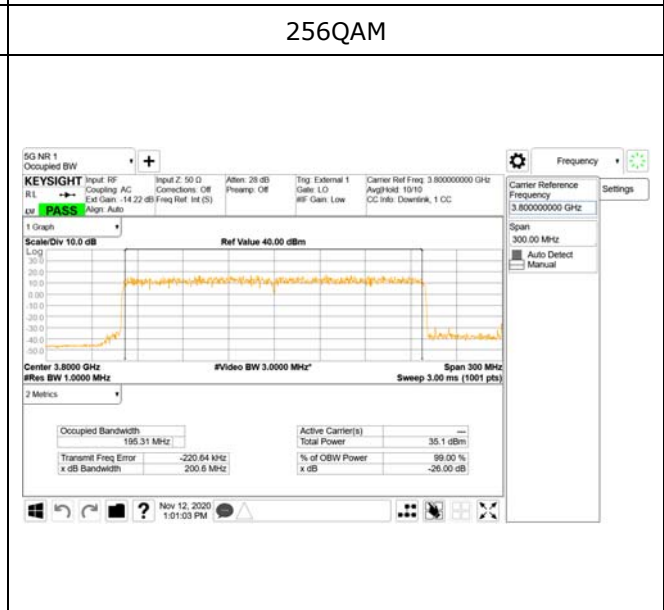 256QAM
5G NR 1
Occupied BW
Frequency
KEYSIGHT
Input: RF
Input Z: 50 Ω
Atten: 28 dB
Trig: External 1
Carrier Ref Freq: 3.800000000 GHz
RL
Coupling: AC
Corrections: Off
Preamp: Off
Gate: LO
Avg|Hold: 10/10
Ext Gain: -14.22 dB
Freq Ref: Int (S)
#IF Gain: Low
CC Info: Downlink, 1 CC
PASS
Align: Auto
Carrier Reference
Frequency
3.800000000 GHz
Settings
Span
300.00 MHz
Auto Detect
Manual
1 Graph
Scale/Div 10.0 dB
Ref Value 40.00 dBm
Log
30.0
20.0
10.0
0.00
-10.0
-20.0
-30.0
-40.0
-50.0
Center 3.8000 GHz
#Video BW 3.0000 MHz*
Span 300 MHz
#Res BW 1.0000 MHz
Sweep 3.00 ms (1001 pts)
2 Metrics
Occupied Bandwidth
195.31 MHz
Active Carrier(s)
---
Total Power
35.1 dBm
Transmit Freq Error
-220.64 kHz
% of OBW Power
99.00 %
x dB Bandwidth
200.6 MHz
x dB
-26.00 dB
?
Nov 12, 2020
1:01:03 PM